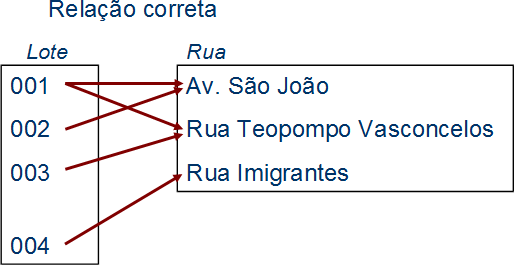 Relação correta
Lote Rua
001 Av. São João
002 Rua Teopompo Vasconcelos
003 Rua Imigrantes
004